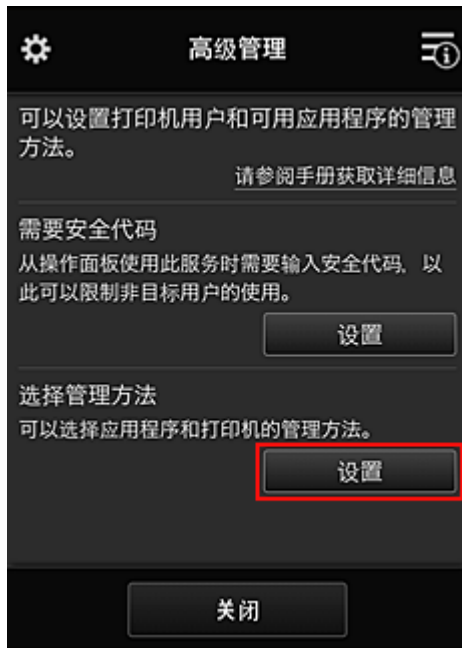 高级管理
可以设置打印机用户和可用应用程序的管理
方法。
请参阅手册获取详细信息
需要安全代码
从操作面板使用此服务时需要输入安全代码，以
此可以限制非目标用户的使用。
设置
选择管理方法
可以选择应用程序和打印机的管理方法。
设置
关闭